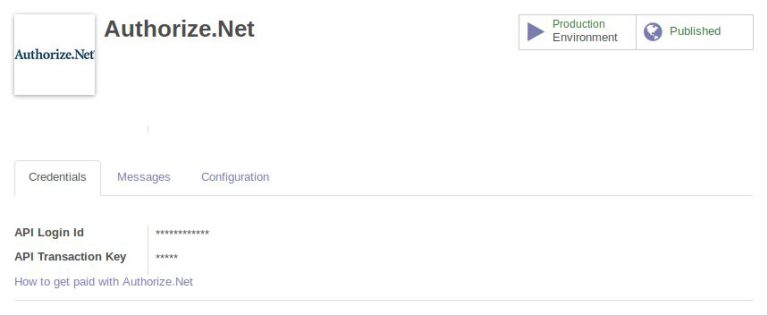 Authorize.Net
Authorize.Net
Production
Environment
Published
Credentials
Messages
Configuration
API Login Id
************
API Transaction Key
*****
How to get paid with Authorize.Net